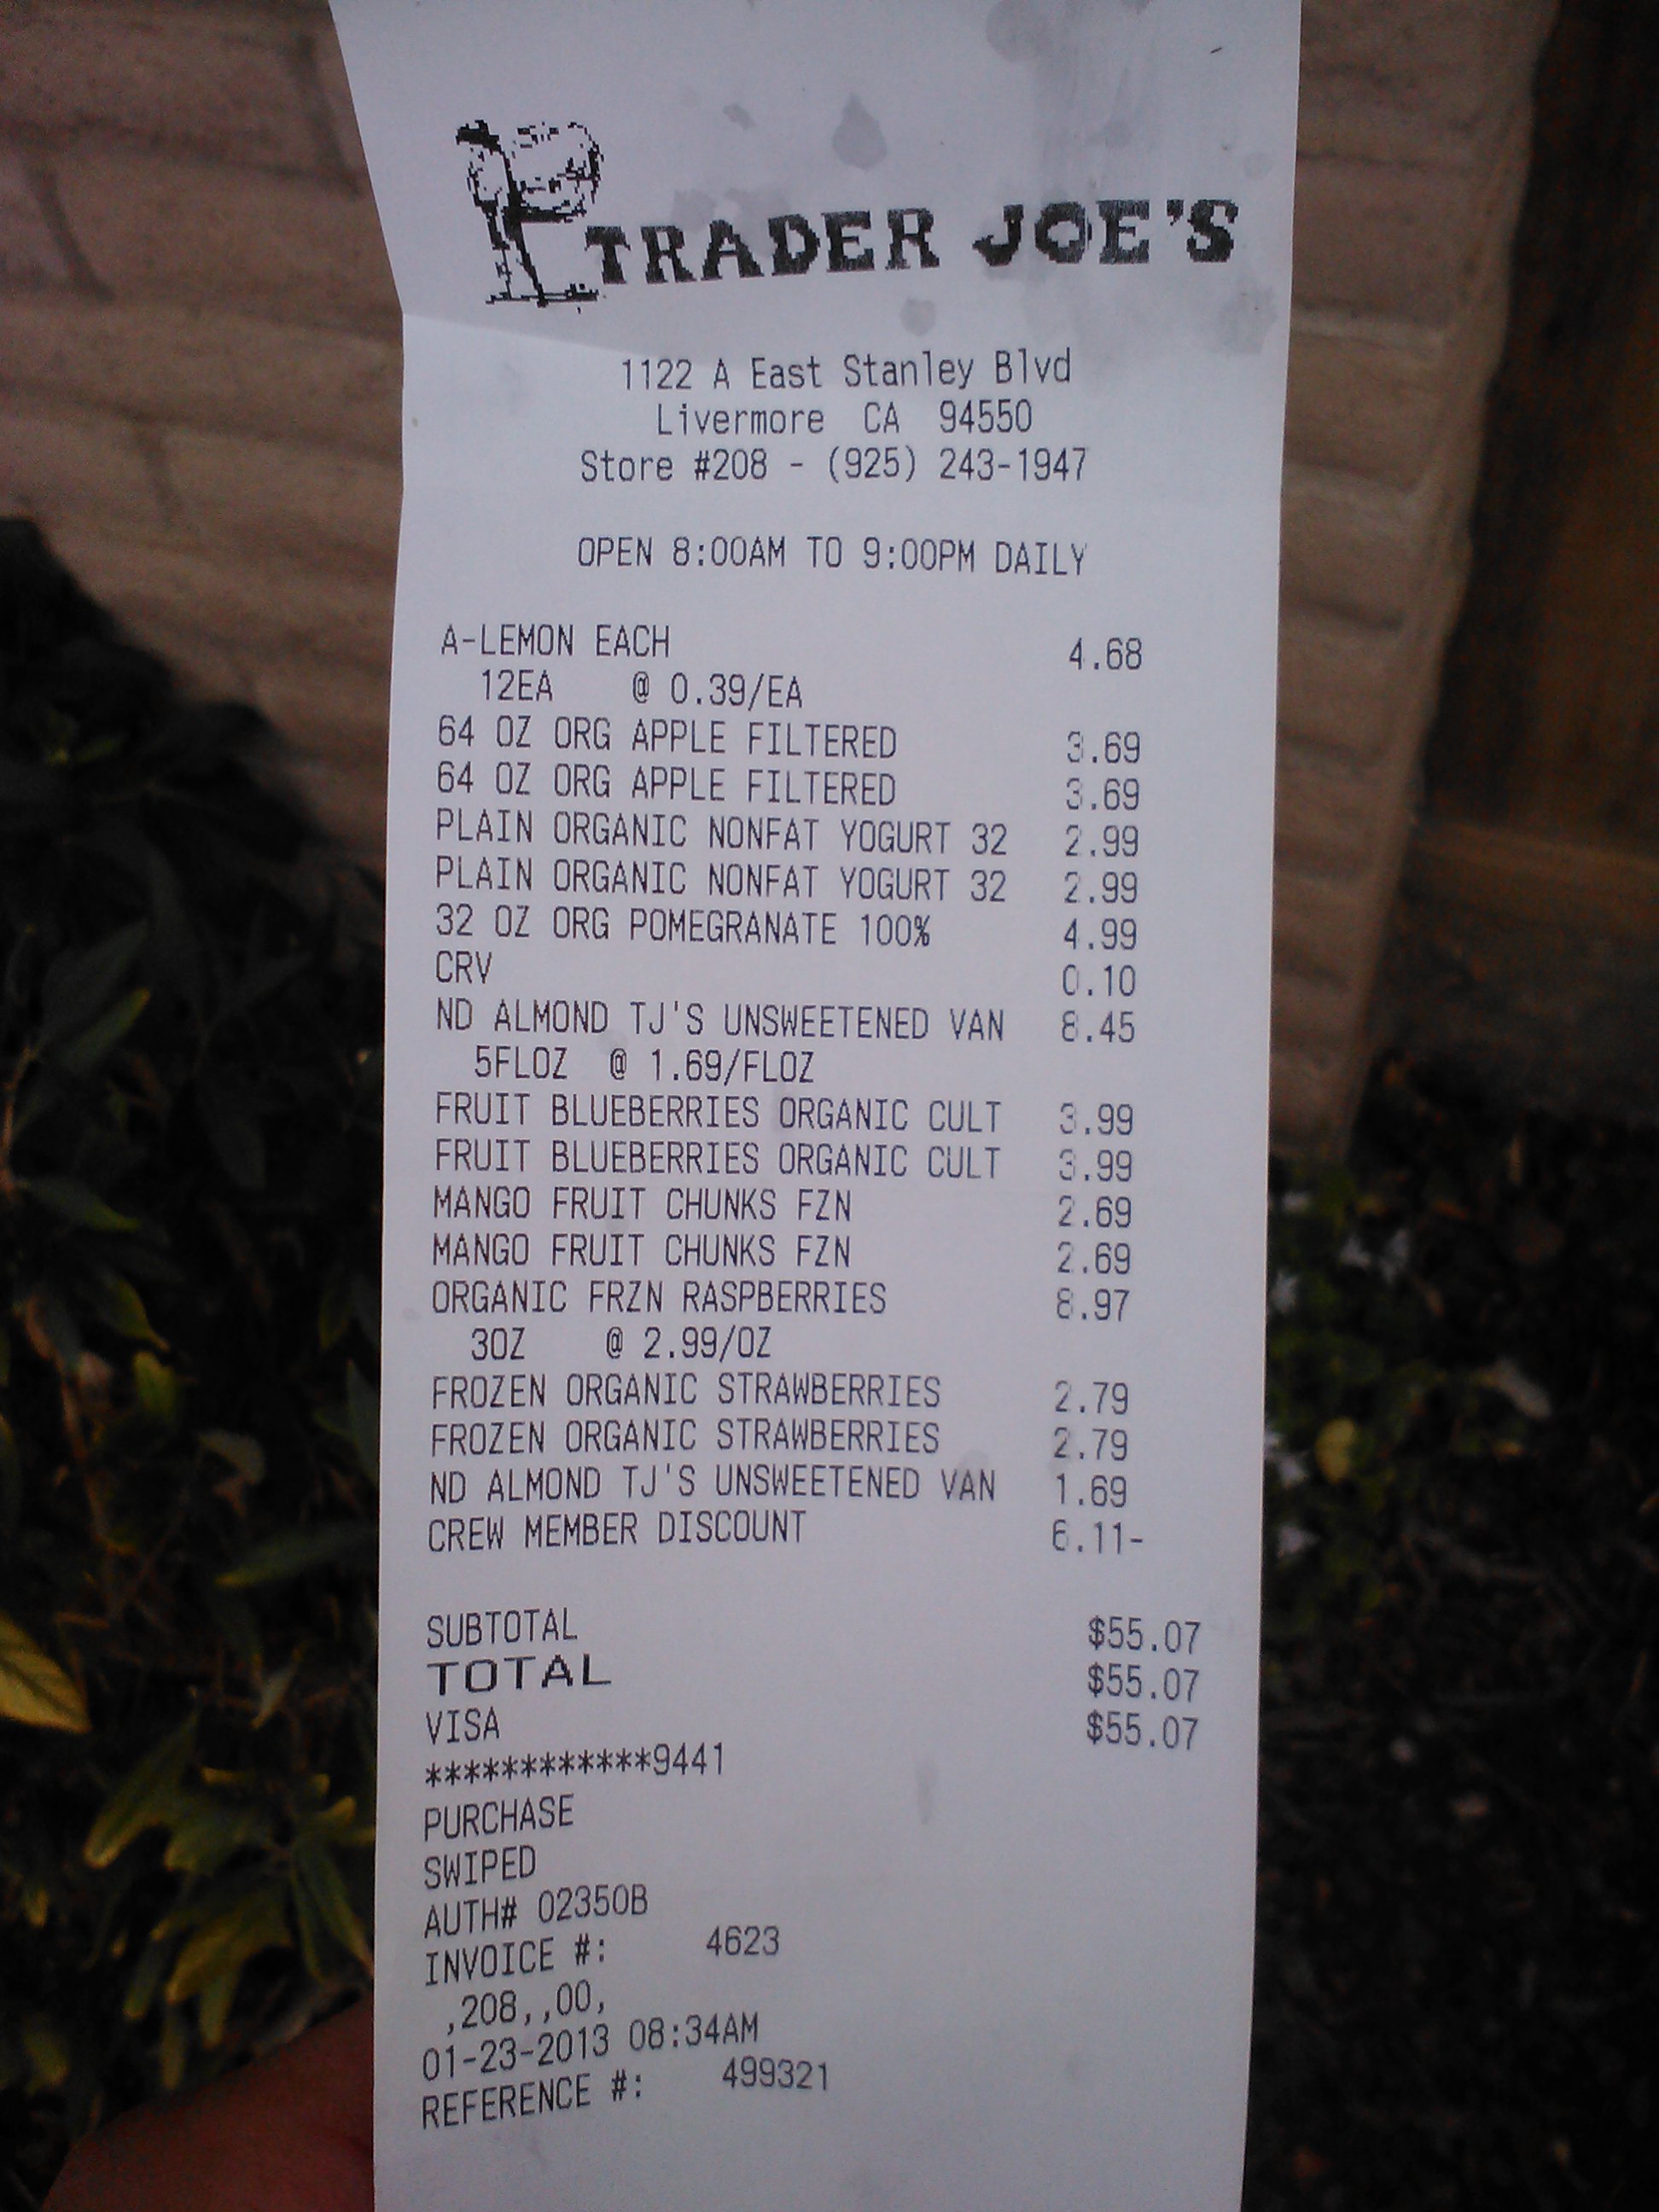 TRADER JOE'S
1122 A East Stanley Blvd
Livermore CA 94550
Store #208 - (925) 243-1947
OPEN 8:00AM TO 9:00PM DAILY
A-LEMON EACH 4.68
12EA @ 0.39/EA
64 OZ ORG APPLE FILTERED 3.69
64 OZ ORG APPLE FILTERED 3.69
PLAIN ORGANIC NONFAT YOGURT 32 2.99
PLAIN ORGANIC NONFAT YOGURT 32 2.99
32 OZ ORG POMEGRANATE 100% 4.99
CRV 0.10
ND ALMOND TJ'S UNSWEETENED VAN 8.45
5FLOZ @ 1.69/FLOZ
FRUIT BLUEBERRIES ORGANIC CULT 3.99
FRUIT BLUEBERRIES ORGANIC CULT 3.99
MANGO FRUIT CHUNKS FZN 2.69
MANGO FRUIT CHUNKS FZN 2.69
ORGANIC FRZN RASPBERRIES 8.97
3OZ @ 2.99/OZ
FROZEN ORGANIC STRAWBERRIES 2.79
FROZEN ORGANIC STRAWBERRIES 2.79
ND ALMOND TJ'S UNSWEETENED VAN 1.69
CREW MEMBER DISCOUNT 6.11-
SUBTOTAL $55.07
TOTAL $55.07
VISA $55.07
************9441
PURCHASE
SWIPED
AUTH# 02350B
INVOICE #: 4623
,208,,00,
01-23-2013 08:34AM
REFERENCE #: 499321